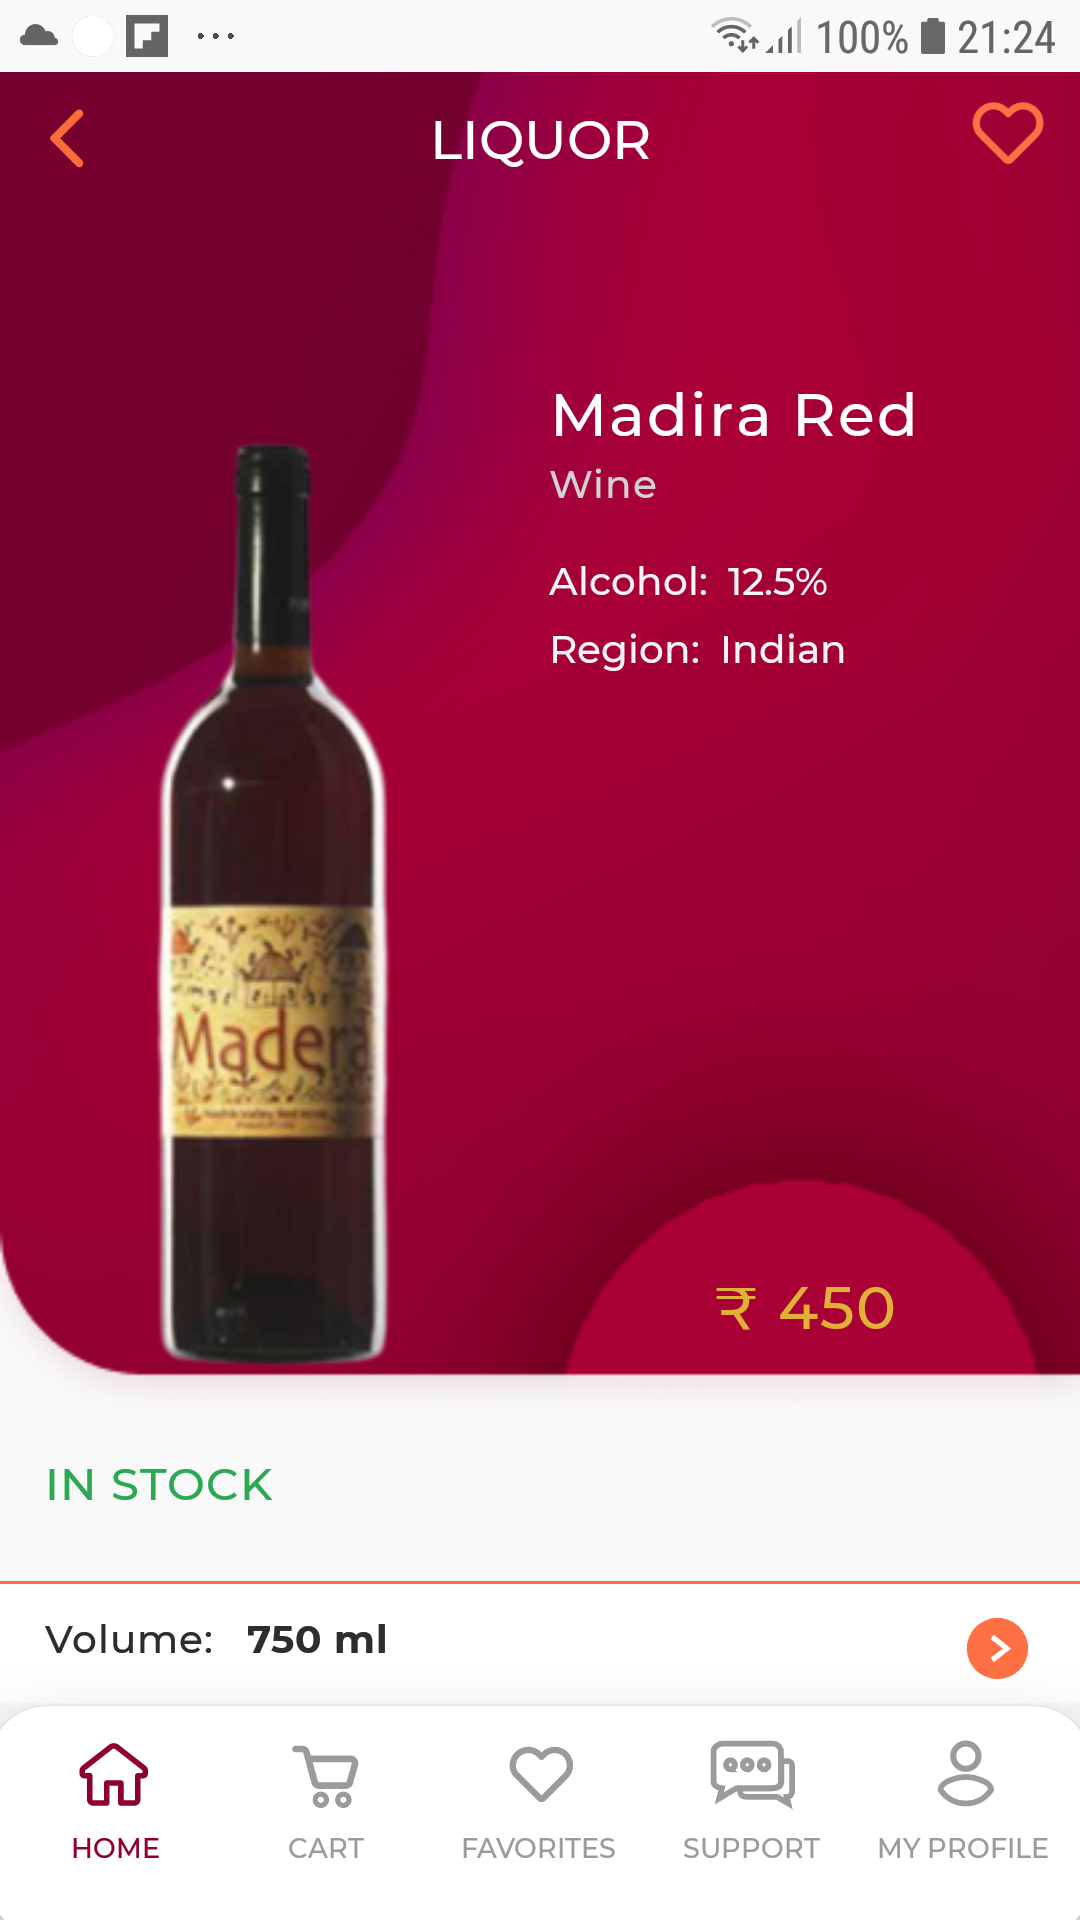 100% 21:24
LIQUOR
Madira Red
Wine
Alcohol: 12.5%
Region: Indian
Madera
₹ 450
IN STOCK
Volume: 750 ml
HOME CART FAVORITES SUPPORT MY PROFILE